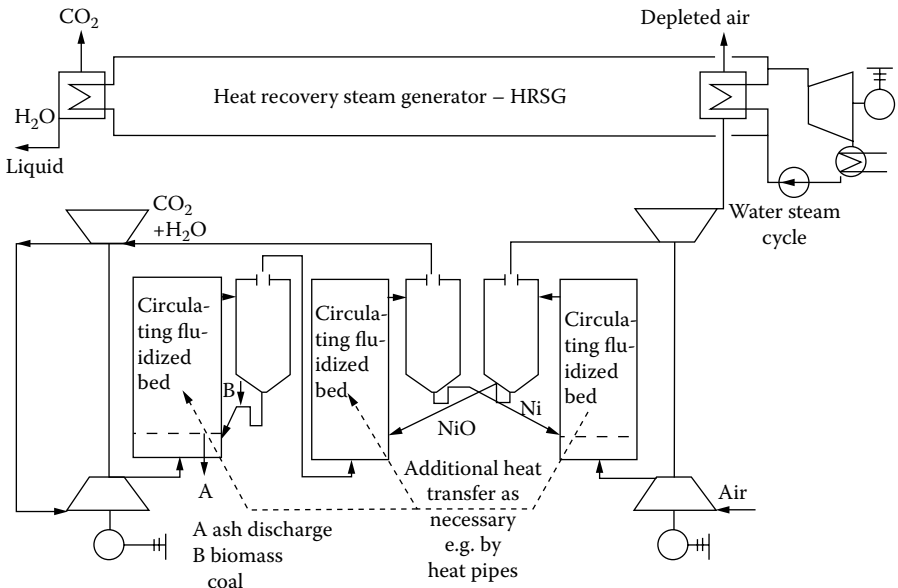 CO₂
Depleted air
Heat recovery steam generator – HRSG
H₂O
Liquid
CO₂
+H₂O
Water steam
cycle
Circula-
ting flu-
idized
bed
Circula-
ting flu-
idized
bed
Circula-
ting flu-
idized
bed
B
Ni
NiO
A
Additional heat
transfer as
necessary
e.g. by
heat pipes
Air
A ash discharge
B biomass
coal